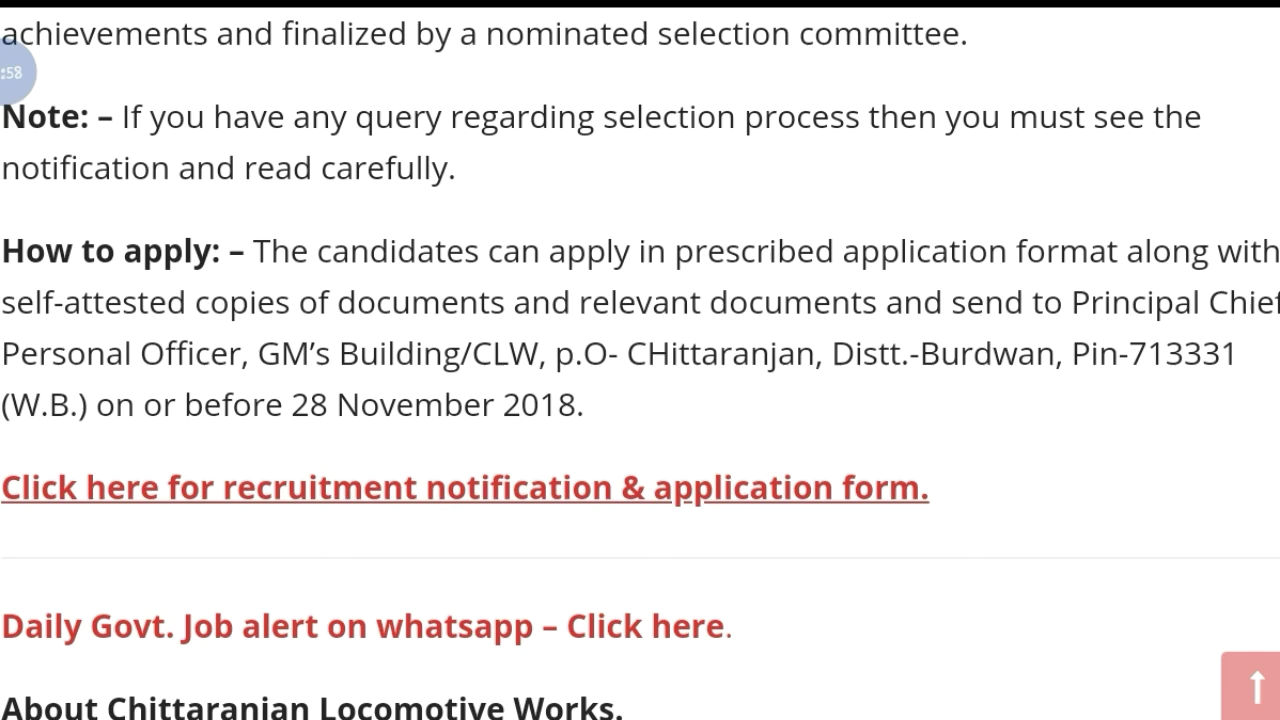 achievements and finalized by a nominated selection committee.
:58
Note: – If you have any query regarding selection process then you must see the
notification and read carefully.
How to apply: – The candidates can apply in prescribed application format along with
self-attested copies of documents and relevant documents and send to Principal Chief
Personal Officer, GM’s Building/CLW, p.O- CHittaranjan, Distt.-Burdwan, Pin-713331
(W.B.) on or before 28 November 2018.
Click here for recruitment notification & application form.
Daily Govt. Job alert on whatsapp – Click here.
About Chittaranjan Locomotive Works.